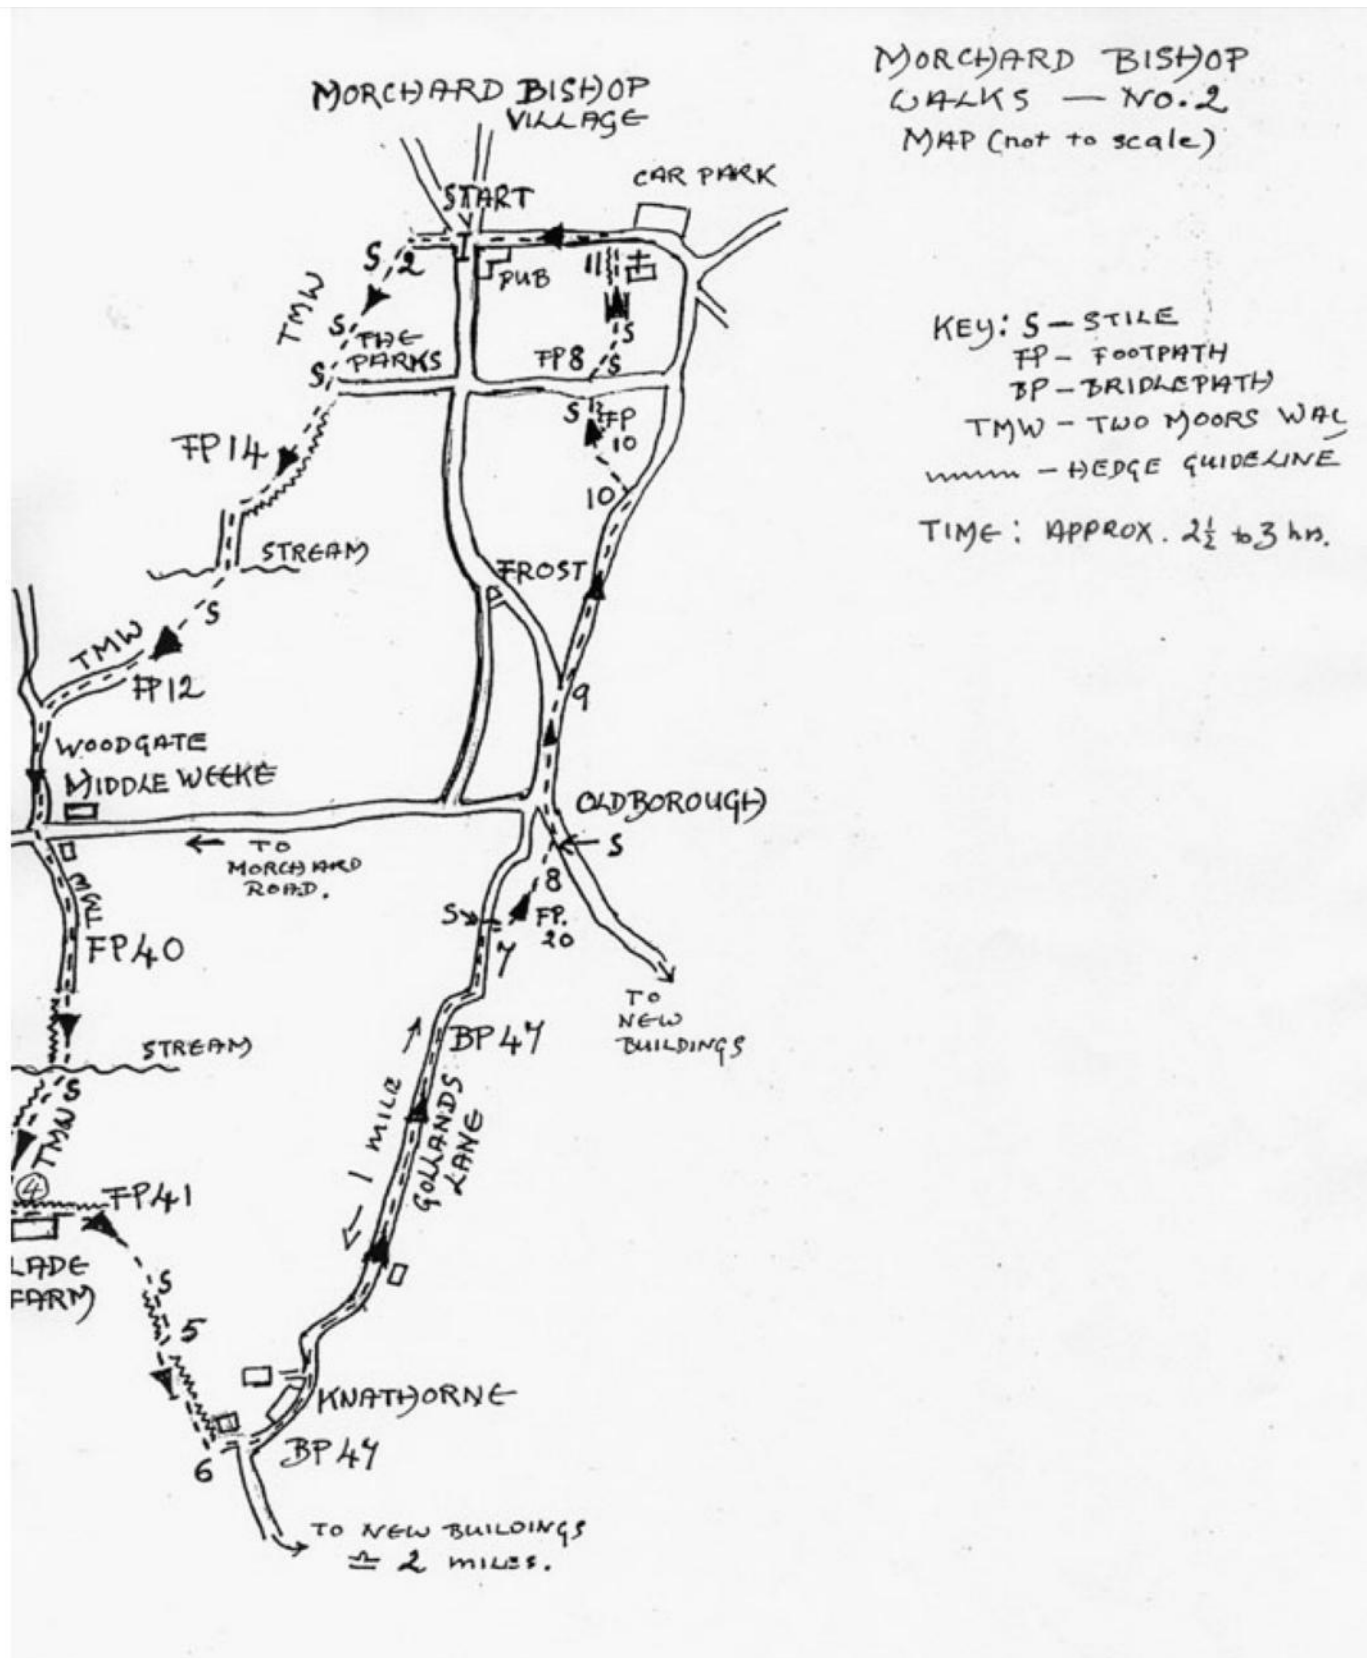 MORCHARD BISHOP
WALKS — No. 2
MAP (not to scale)
MORCHARD BISHOP
VILLAGE
CAR PARK
START
1
S 2
PUB
11
TMW
S
THE
PARKS
S
FP8
S
S
S
FP
10
10
KEY: S — STILE
FP — FOOTPATH
BP — BRIDLEPATH
TMW — TWO MOORS WAL
— HEDGE GUIDELINE
TIME: APPROX. 2½ to 3 hrs.
FP14
STREAM
S
FROST
TMW
FP12
9
WOODGATE
MIDDLE WEEKE
OLDBOROUGH
← TO
MORCHARD
ROAD.
← S
8
TMW
FP40
S
FP.
20
7
TO
NEW
BUILDINGS
STREAM
S
BP47
TMW
1 MILE
GOLLANDS
LANE
4
FP41
LADE
FARM
S
5
KNATHORNE
BP47
6
TO NEW BUILDINGS
≏ 2 MILES.